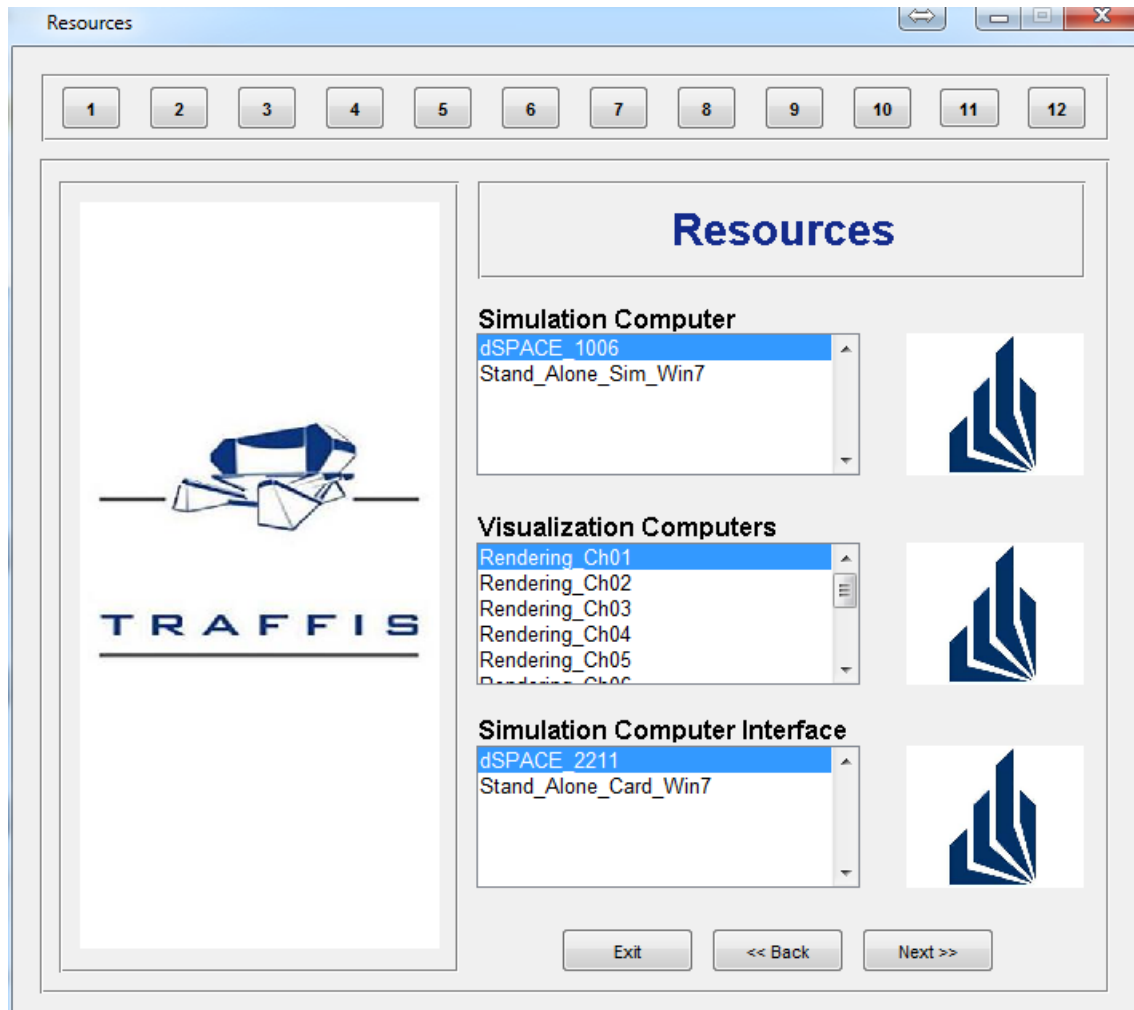 Resources
1 2 3 4 5 6 7 8 9 10 11 12
TRAFFIS
Resources
Simulation Computer
dSPACE_1006
Stand_Alone_Sim_Win7
Visualization Computers
Rendering_Ch01
Rendering_Ch02
Rendering_Ch03
Rendering_Ch04
Rendering_Ch05
Rendering_Ch06
Simulation Computer Interface
dSPACE_2211
Stand_Alone_Card_Win7
Exit << Back Next >>